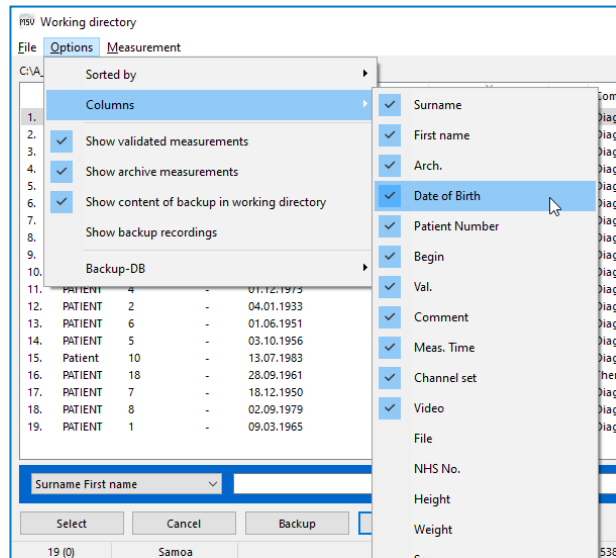 MSV Working directory
File Options Measurement
C:\A_
Sorted by
Columns
Show validated measurements
Show archive measurements
Show content of backup in working directory
Show backup recordings
Backup-DB
Surname
First name
Arch.
Date of Birth
Patient Number
Begin
Val.
Comment
Meas. Time
Channel set
Video
File
NHS No.
Height
Weight
1.
2.
3.
4.
5.
6.
7.
8.
9.
10.
11. PATIENT 4 - 01.12.1973
12. PATIENT 2 - 04.01.1933
13. PATIENT 6 - 01.06.1951
14. PATIENT 5 - 03.10.1956
15. Patient 10 - 13.07.1983
16. PATIENT 18 - 28.09.1961
17. PATIENT 7 - 18.12.1950
18. PATIENT 8 - 02.09.1979
19. PATIENT 1 - 09.03.1965
Surname First name
Select Cancel Backup
19 (0) Samoa